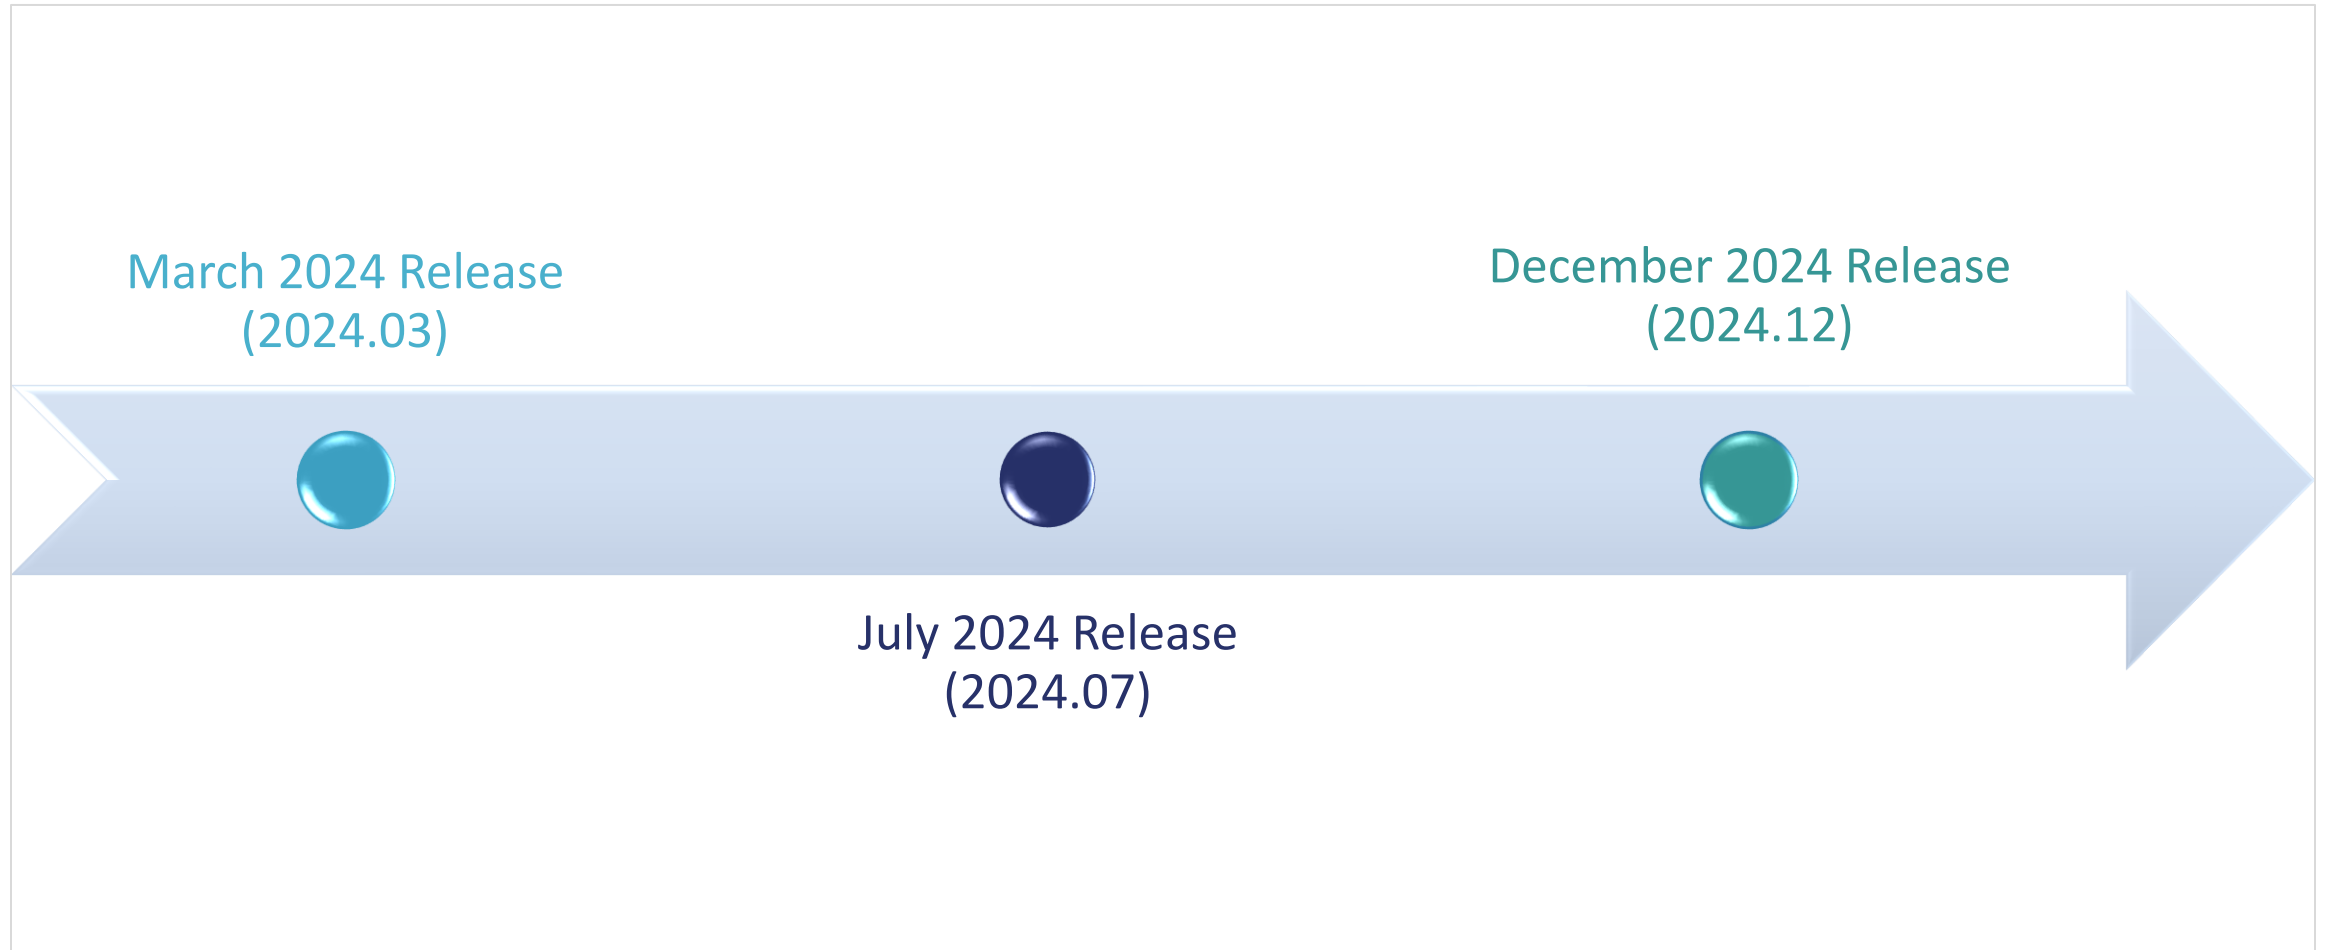 March 2024 Release
(2024.03)
July 2024 Release
(2024.07)
December 2024 Release
(2024.12)